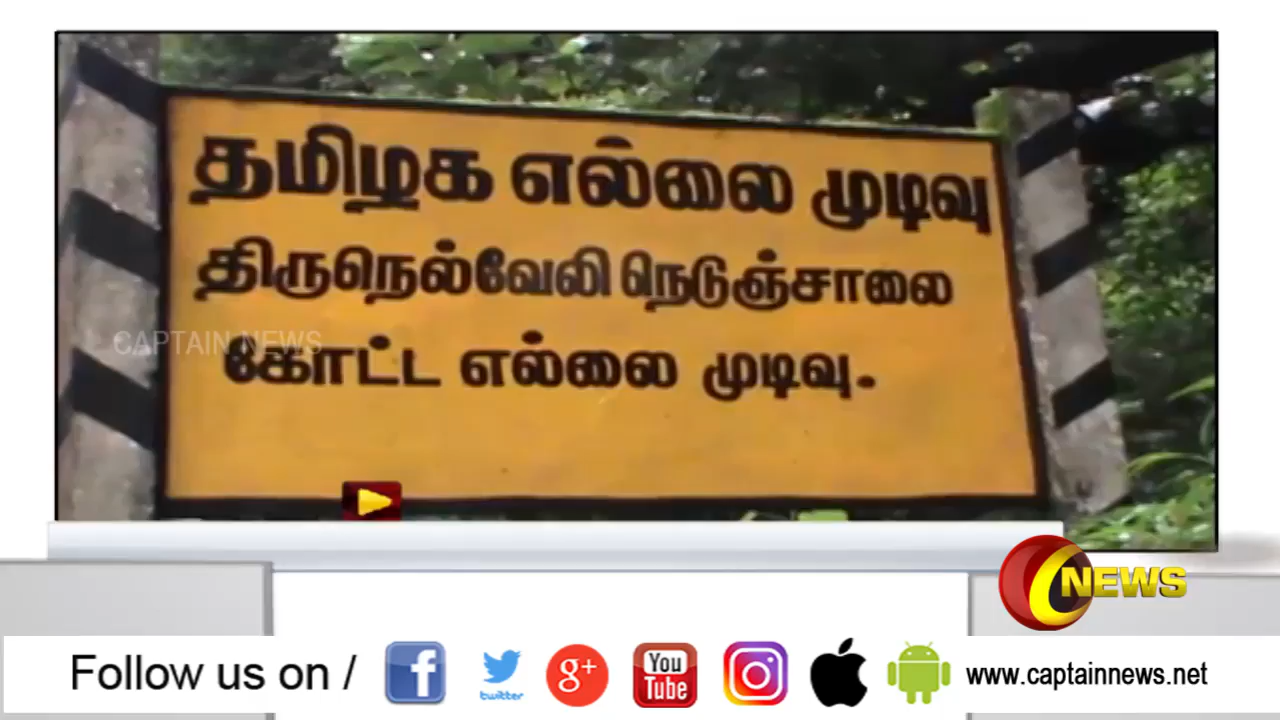 தமிழக எல்லை முடிவு
திருநெல்வேலி நெடுஞ்சாலை
கோட்ட எல்லை முடிவு.
CAPTAIN NEWS
NEWS
Follow us on / f twitter g+ You Tube www.captainnews.net